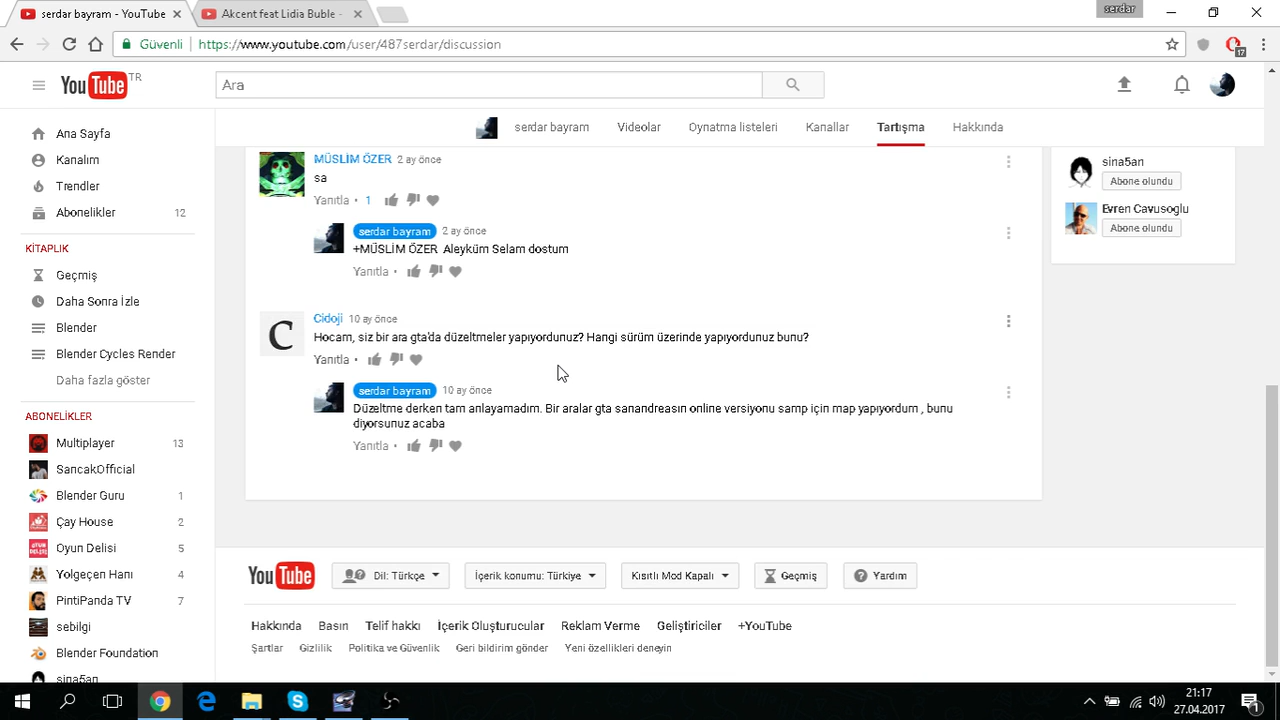 serdar bayram - YouTube
Akcent feat Lidia Buble -
serdar
Güvenli
https://www.youtube.com/user/487serdar/discussion
17
YouTube TR
Ara
Ana Sayfa
Kanalım
Trendler
Abonelikler 12
KİTAPLIK
Geçmiş
Daha Sonra İzle
Blender
Blender Cycles Render
Daha fazla göster
ABONELİKLER
Multiplayer 13
SancakOfficial
Blender Guru 1
Çay House 2
Oyun Delisi 5
Yolgeçen Hanı 4
PintiPanda TV 7
sebilgi
Blender Foundation
sina5an
serdar bayram Videolar Oynatma listeleri Kanallar Tartışma Hakkında
MÜSLİM ÖZER 2 ay önce
sa
Yanıtla • 1
serdar bayram 2 ay önce
+MÜSLİM ÖZER Aleyküm Selam dostum
Yanıtla •
C
Cidoji 10 ay önce
Hocam, siz bir ara gta'da düzeltmeler yapıyordunuz? Hangi sürüm üzerinde yapıyordunuz bunu?
Yanıtla •
serdar bayram 10 ay önce
Düzeltme derken tam anlayamadım. Bir aralar gta sanandreasın online versiyonu samp için map yapıyordum , bunu
diyorsunuz acaba
Yanıtla •
sina5an
Abone olundu
Evren Cavusoglu
Abone olundu
YouTube
Dil: Türkçe
İçerik konumu: Türkiye
Kısıtlı Mod Kapalı
Geçmiş
Yardım
Hakkında Basın Telif hakkı İçerik Oluşturucular Reklam Verme Geliştiriciler +YouTube
Şartlar Gizlilik Politika ve Güvenlik Geri bildirim gönder Yeni özellikleri deneyin
21:17
27.04.2017
1